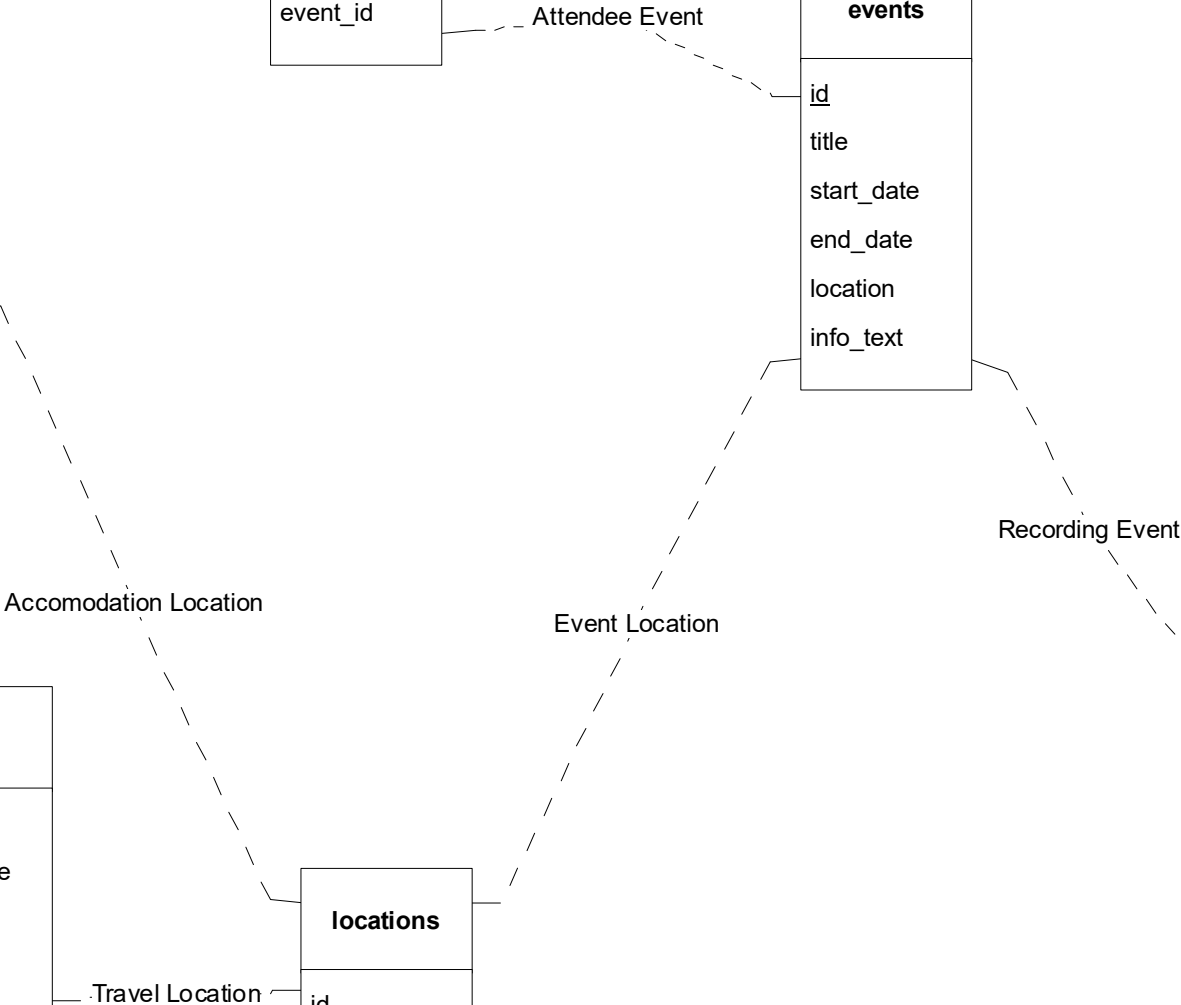 event_id
Attendee Event
events
id
title
start_date
end_date
location
info_text
Recording Event
Accomodation Location
Event Location
e
locations
Travel Location
id